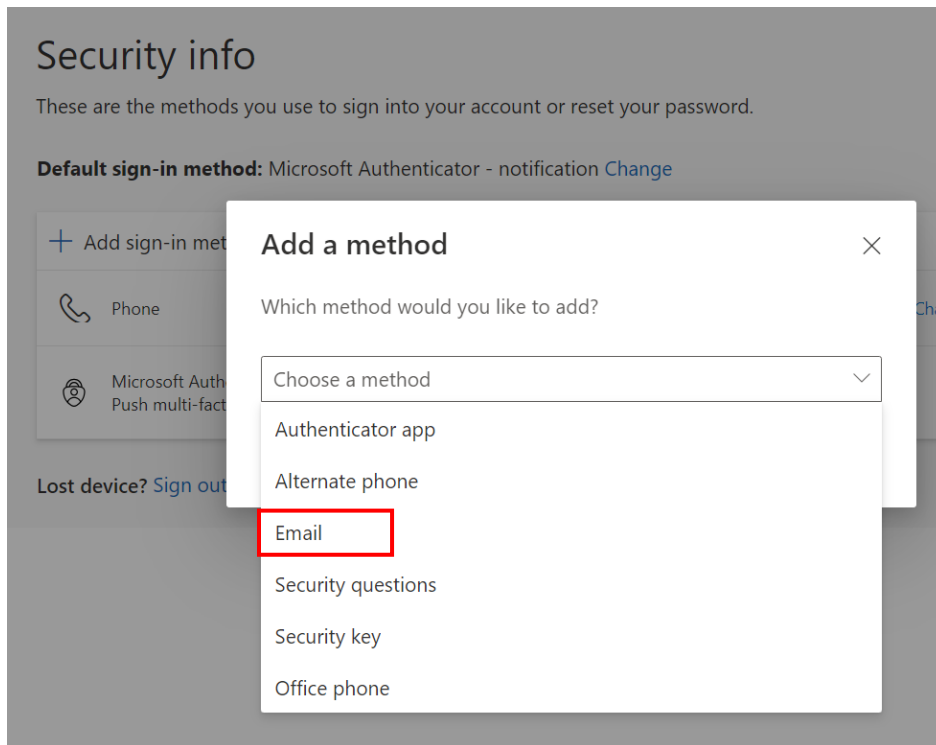 Security info
These are the methods you use to sign into your account or reset your password.
Default sign-in method: Microsoft Authenticator - notification Change
Add sign-in met
Add a method
Which method would you like to add?
Phone
Cha
Choose a method
Microsoft Auth
Push multi-fact
Authenticator app
Alternate phone
Lost device? Sign out
Email
Security questions
Security key
Office phone